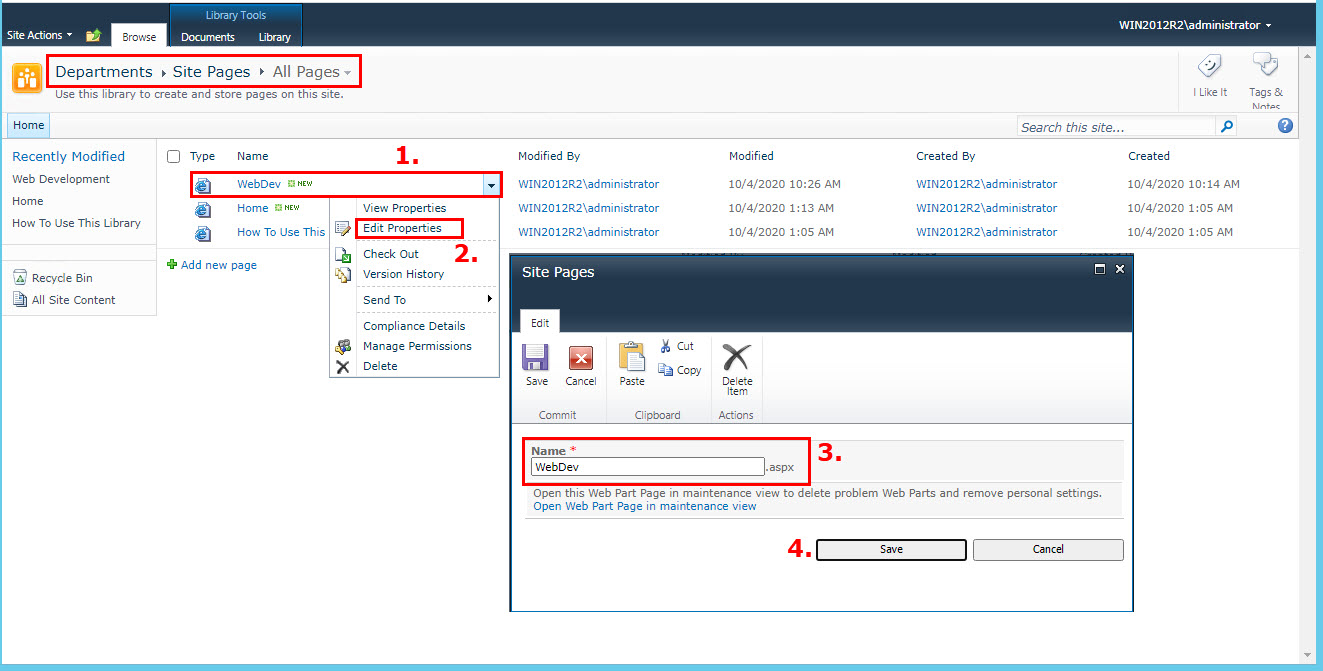 Library Tools
Site Actions
Browse
Documents
Library
WIN2012R2\administrator
Departments Site Pages All Pages
Use this library to create and store pages on this site.
I Like It
Tags &
Notes
Home
Search this site...
Recently Modified
Web Development
Home
How To Use This Library
Recycle Bin
All Site Content
Type Name Modified By Modified Created By Created
1.
WebDev NEW WIN2012R2\administrator 10/4/2020 10:26 AM WIN2012R2\administrator 10/4/2020 10:14 AM
Home NEW WIN2012R2\administrator 10/4/2020 1:13 AM WIN2012R2\administrator 10/4/2020 1:05 AM
How To Use This WIN2012R2\administrator 10/4/2020 1:05 AM WIN2012R2\administrator 10/4/2020 1:05 AM
Add new page
View Properties
Edit Properties
2.
Check Out
Version History
Send To
Compliance Details
Manage Permissions
Delete
Site Pages
Edit
Save
Cancel
Paste
Cut
Copy
Delete
Item
Commit
Clipboard
Actions
Name *
WebDev .aspx
3.
Open this Web Part Page in maintenance view to delete problem Web Parts and remove personal settings.
Open Web Part Page in maintenance view
4.
Save
Cancel